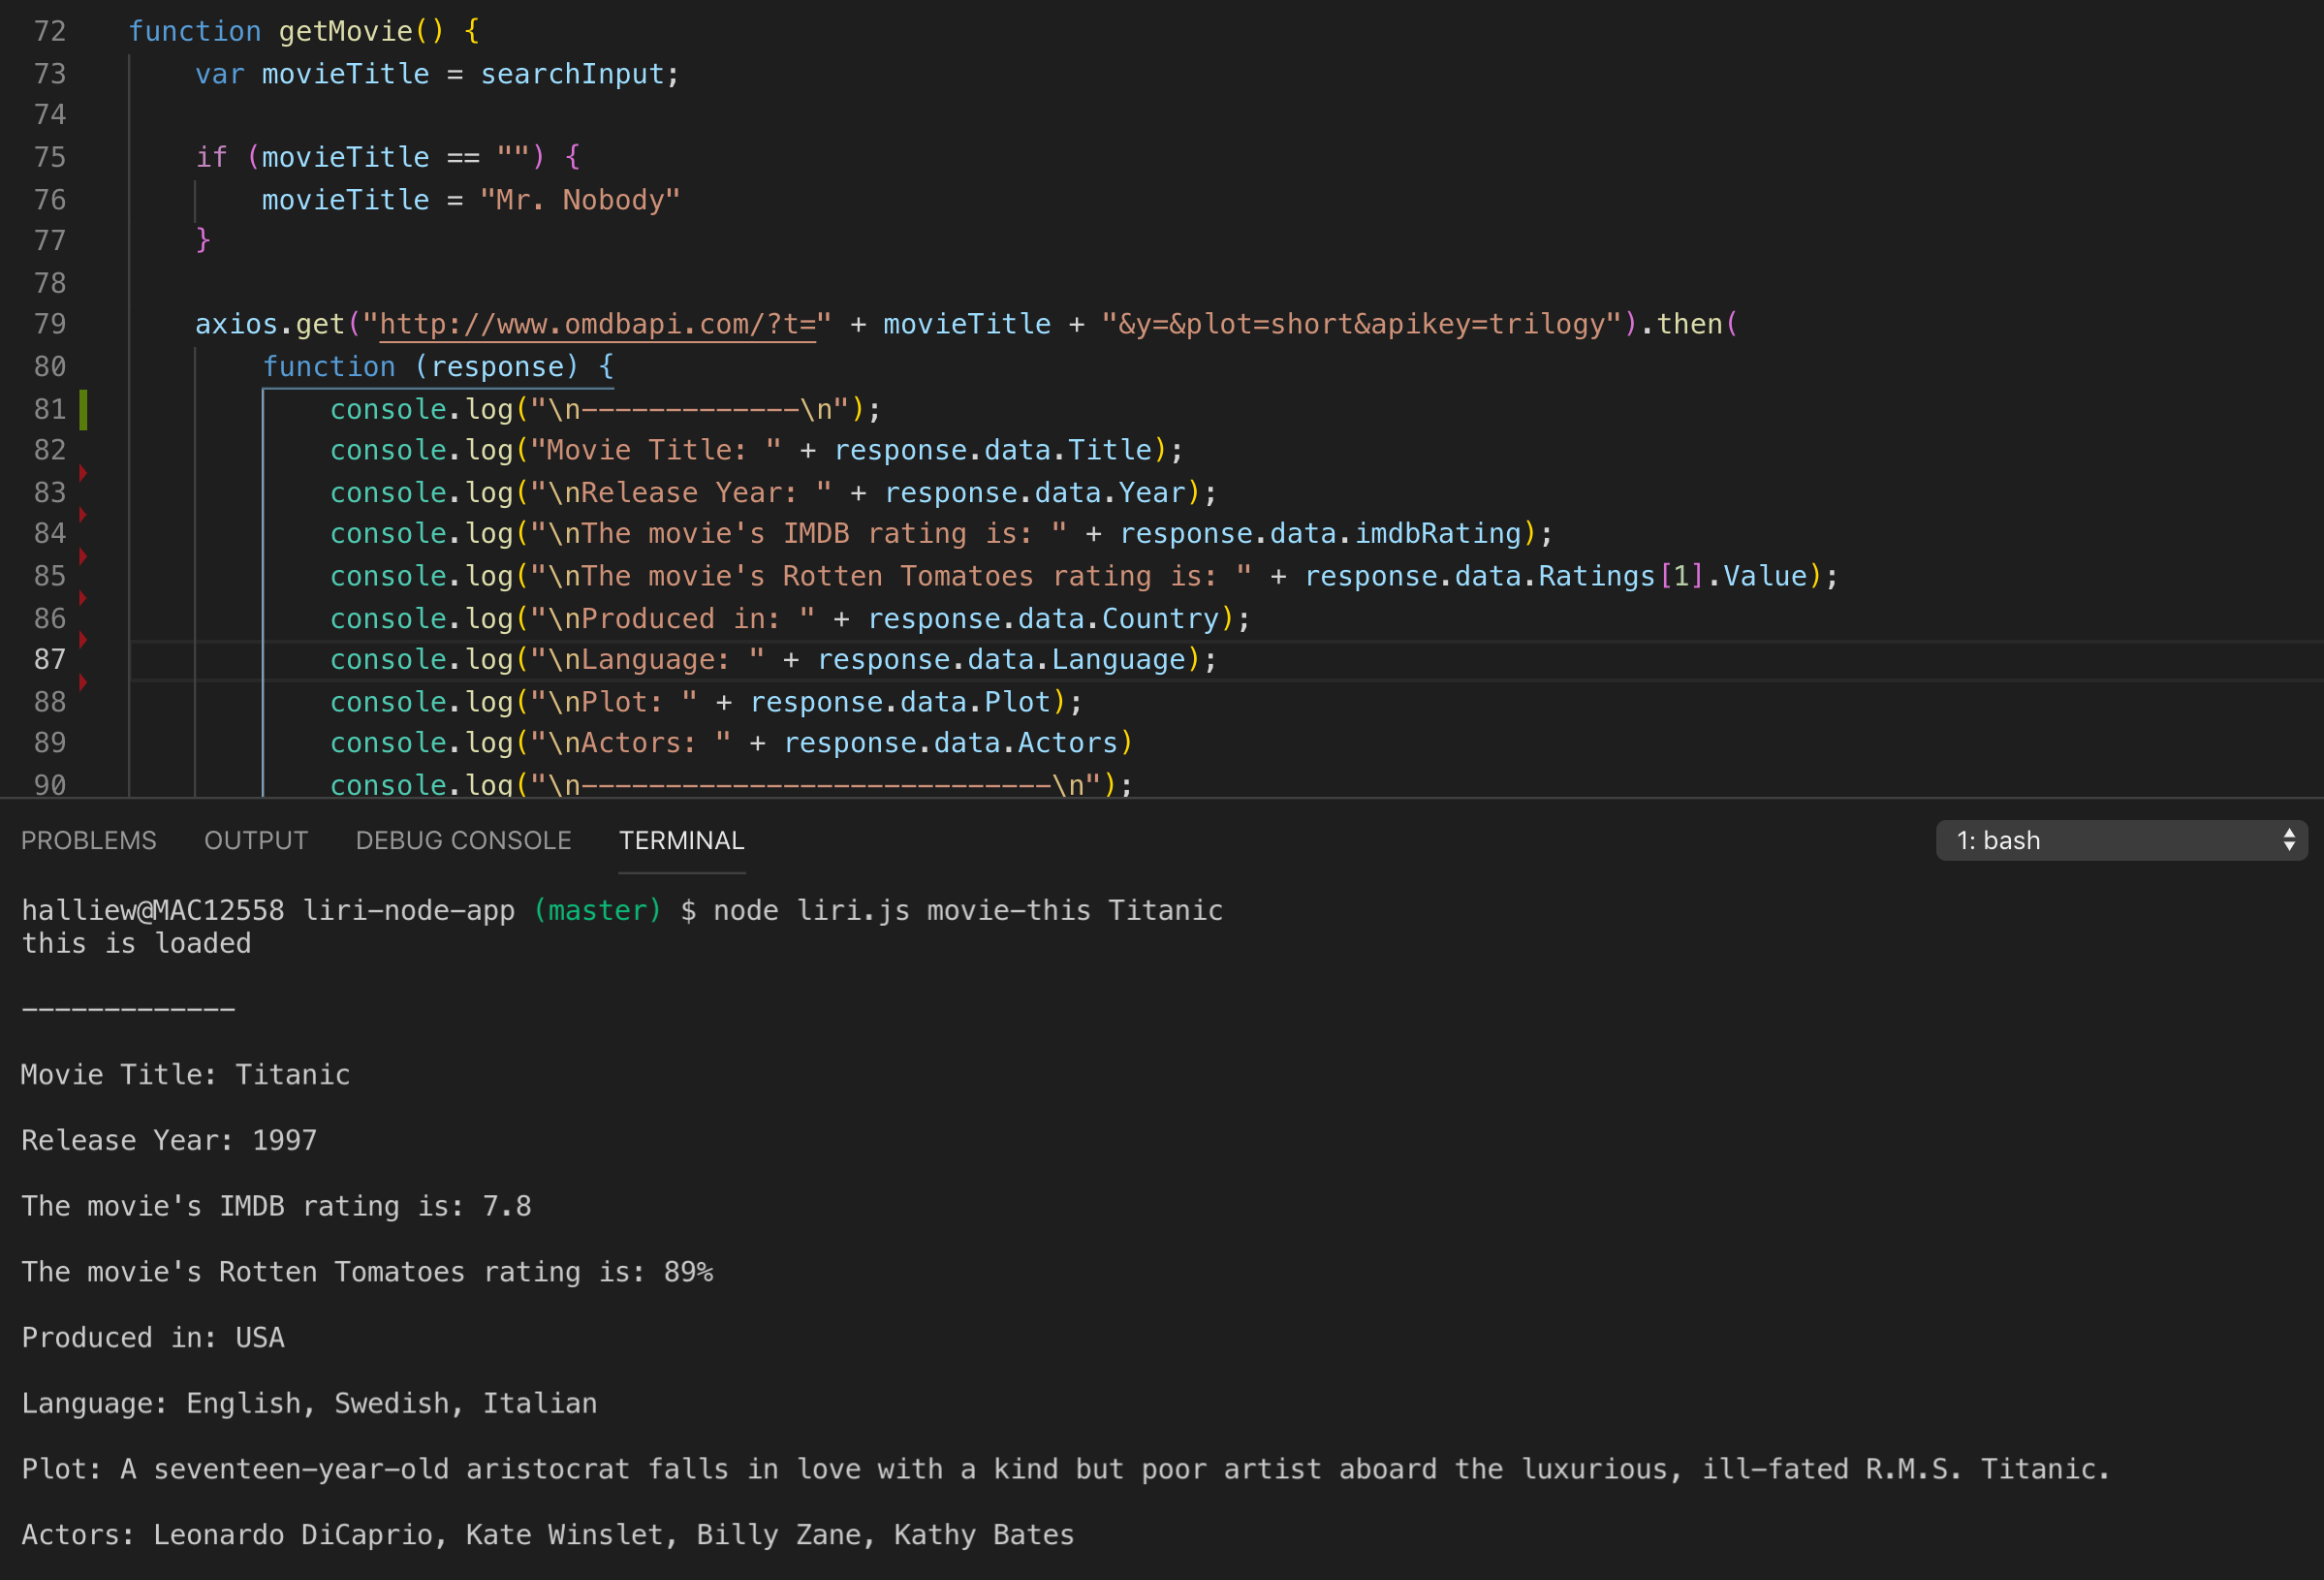 72 function getMovie() {
73 var movieTitle = searchInput;
74
75 if (movieTitle == "") {
76 movieTitle = "Mr. Nobody"
77 }
78
79 axios.get("http://www.omdbapi.com/?t=" + movieTitle + "&y=&plot=short&apikey=trilogy").then(
80 function (response) {
81 console.log("\n-------------\n");
82 console.log("Movie Title: " + response.data.Title);
83 console.log("\nRelease Year: " + response.data.Year);
84 console.log("\nThe movie's IMDB rating is: " + response.data.imdbRating);
85 console.log("\nThe movie's Rotten Tomatoes rating is: " + response.data.Ratings[1].Value);
86 console.log("\nProduced in: " + response.data.Country);
87 console.log("\nLanguage: " + response.data.Language);
88 console.log("\nPlot: " + response.data.Plot);
89 console.log("\nActors: " + response.data.Actors)
90 console.log("\n----------------------------\n");
PROBLEMS OUTPUT DEBUG CONSOLE TERMINAL 1: bash
halliew@MAC12558 liri-node-app (master) $ node liri.js movie-this Titanic
this is loaded
-------------
Movie Title: Titanic
Release Year: 1997
The movie's IMDB rating is: 7.8
The movie's Rotten Tomatoes rating is: 89%
Produced in: USA
Language: English, Swedish, Italian
Plot: A seventeen-year-old aristocrat falls in love with a kind but poor artist aboard the luxurious, ill-fated R.M.S. Titanic.
Actors: Leonardo DiCaprio, Kate Winslet, Billy Zane, Kathy Bates